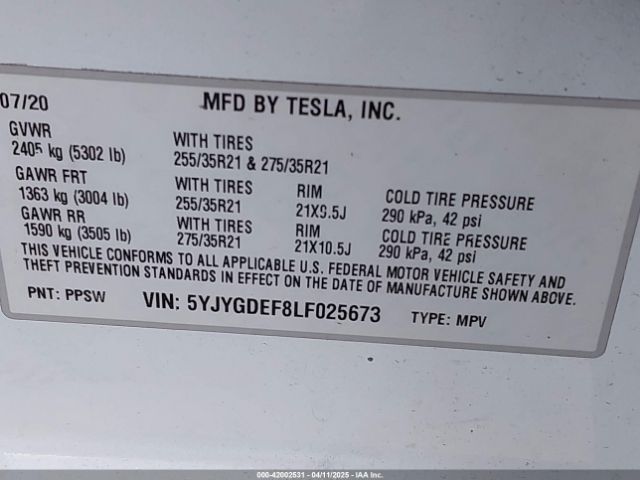 07/20 MFD BY TESLA, INC.
GVWR
2405 kg (5302 lb) WITH TIRES 255/35R21 & 275/35R21
GAWR FRT WITH TIRES RIM COLD TIRE PRESSURE
1363 kg (3004 lb) 255/35R21 21X9.5J 290 kPa, 42 psi
GAWR RR WITH TIRES RIM COLD TIRE PRESSURE
1590 kg (3505 lb) 275/35R21 21X10.5J 290 kPa, 42 psi
THIS VEHICLE CONFORMS TO ALL APPLICABLE U.S. FEDERAL MOTOR VEHICLE SAFETY AND
THEFT PREVENTION STANDARDS IN EFFECT ON THE DATE OF MANUFACTURE SHOWN ABOVE.
PNT: PPSW VIN: 5YJYGDEF8LF025673 TYPE: MPV
000-42002531 - 04/11/2025 - IAAI, Inc.